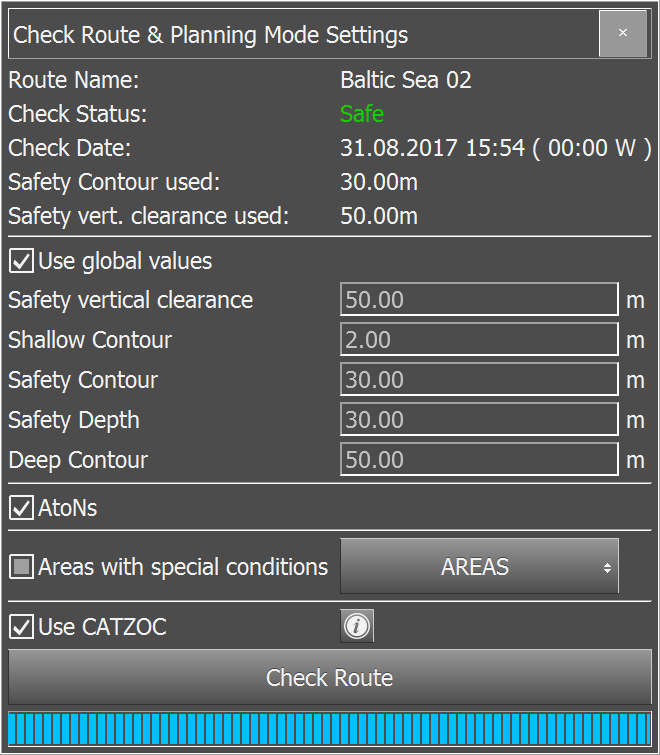 Check Route & Planning Mode Settings ×
Route Name: Baltic Sea 02
Check Status: Safe
Check Date: 31.08.2017 15:54 ( 00:00 W )
Safety Contour used: 30.00m
Safety vert. clearance used: 50.00m
Use global values
Safety vertical clearance 50.00 m
Shallow Contour 2.00 m
Safety Contour 30.00 m
Safety Depth 30.00 m
Deep Contour 50.00 m
AtoNs
Areas with special conditions AREAS
Use CATZOC i
Check Route